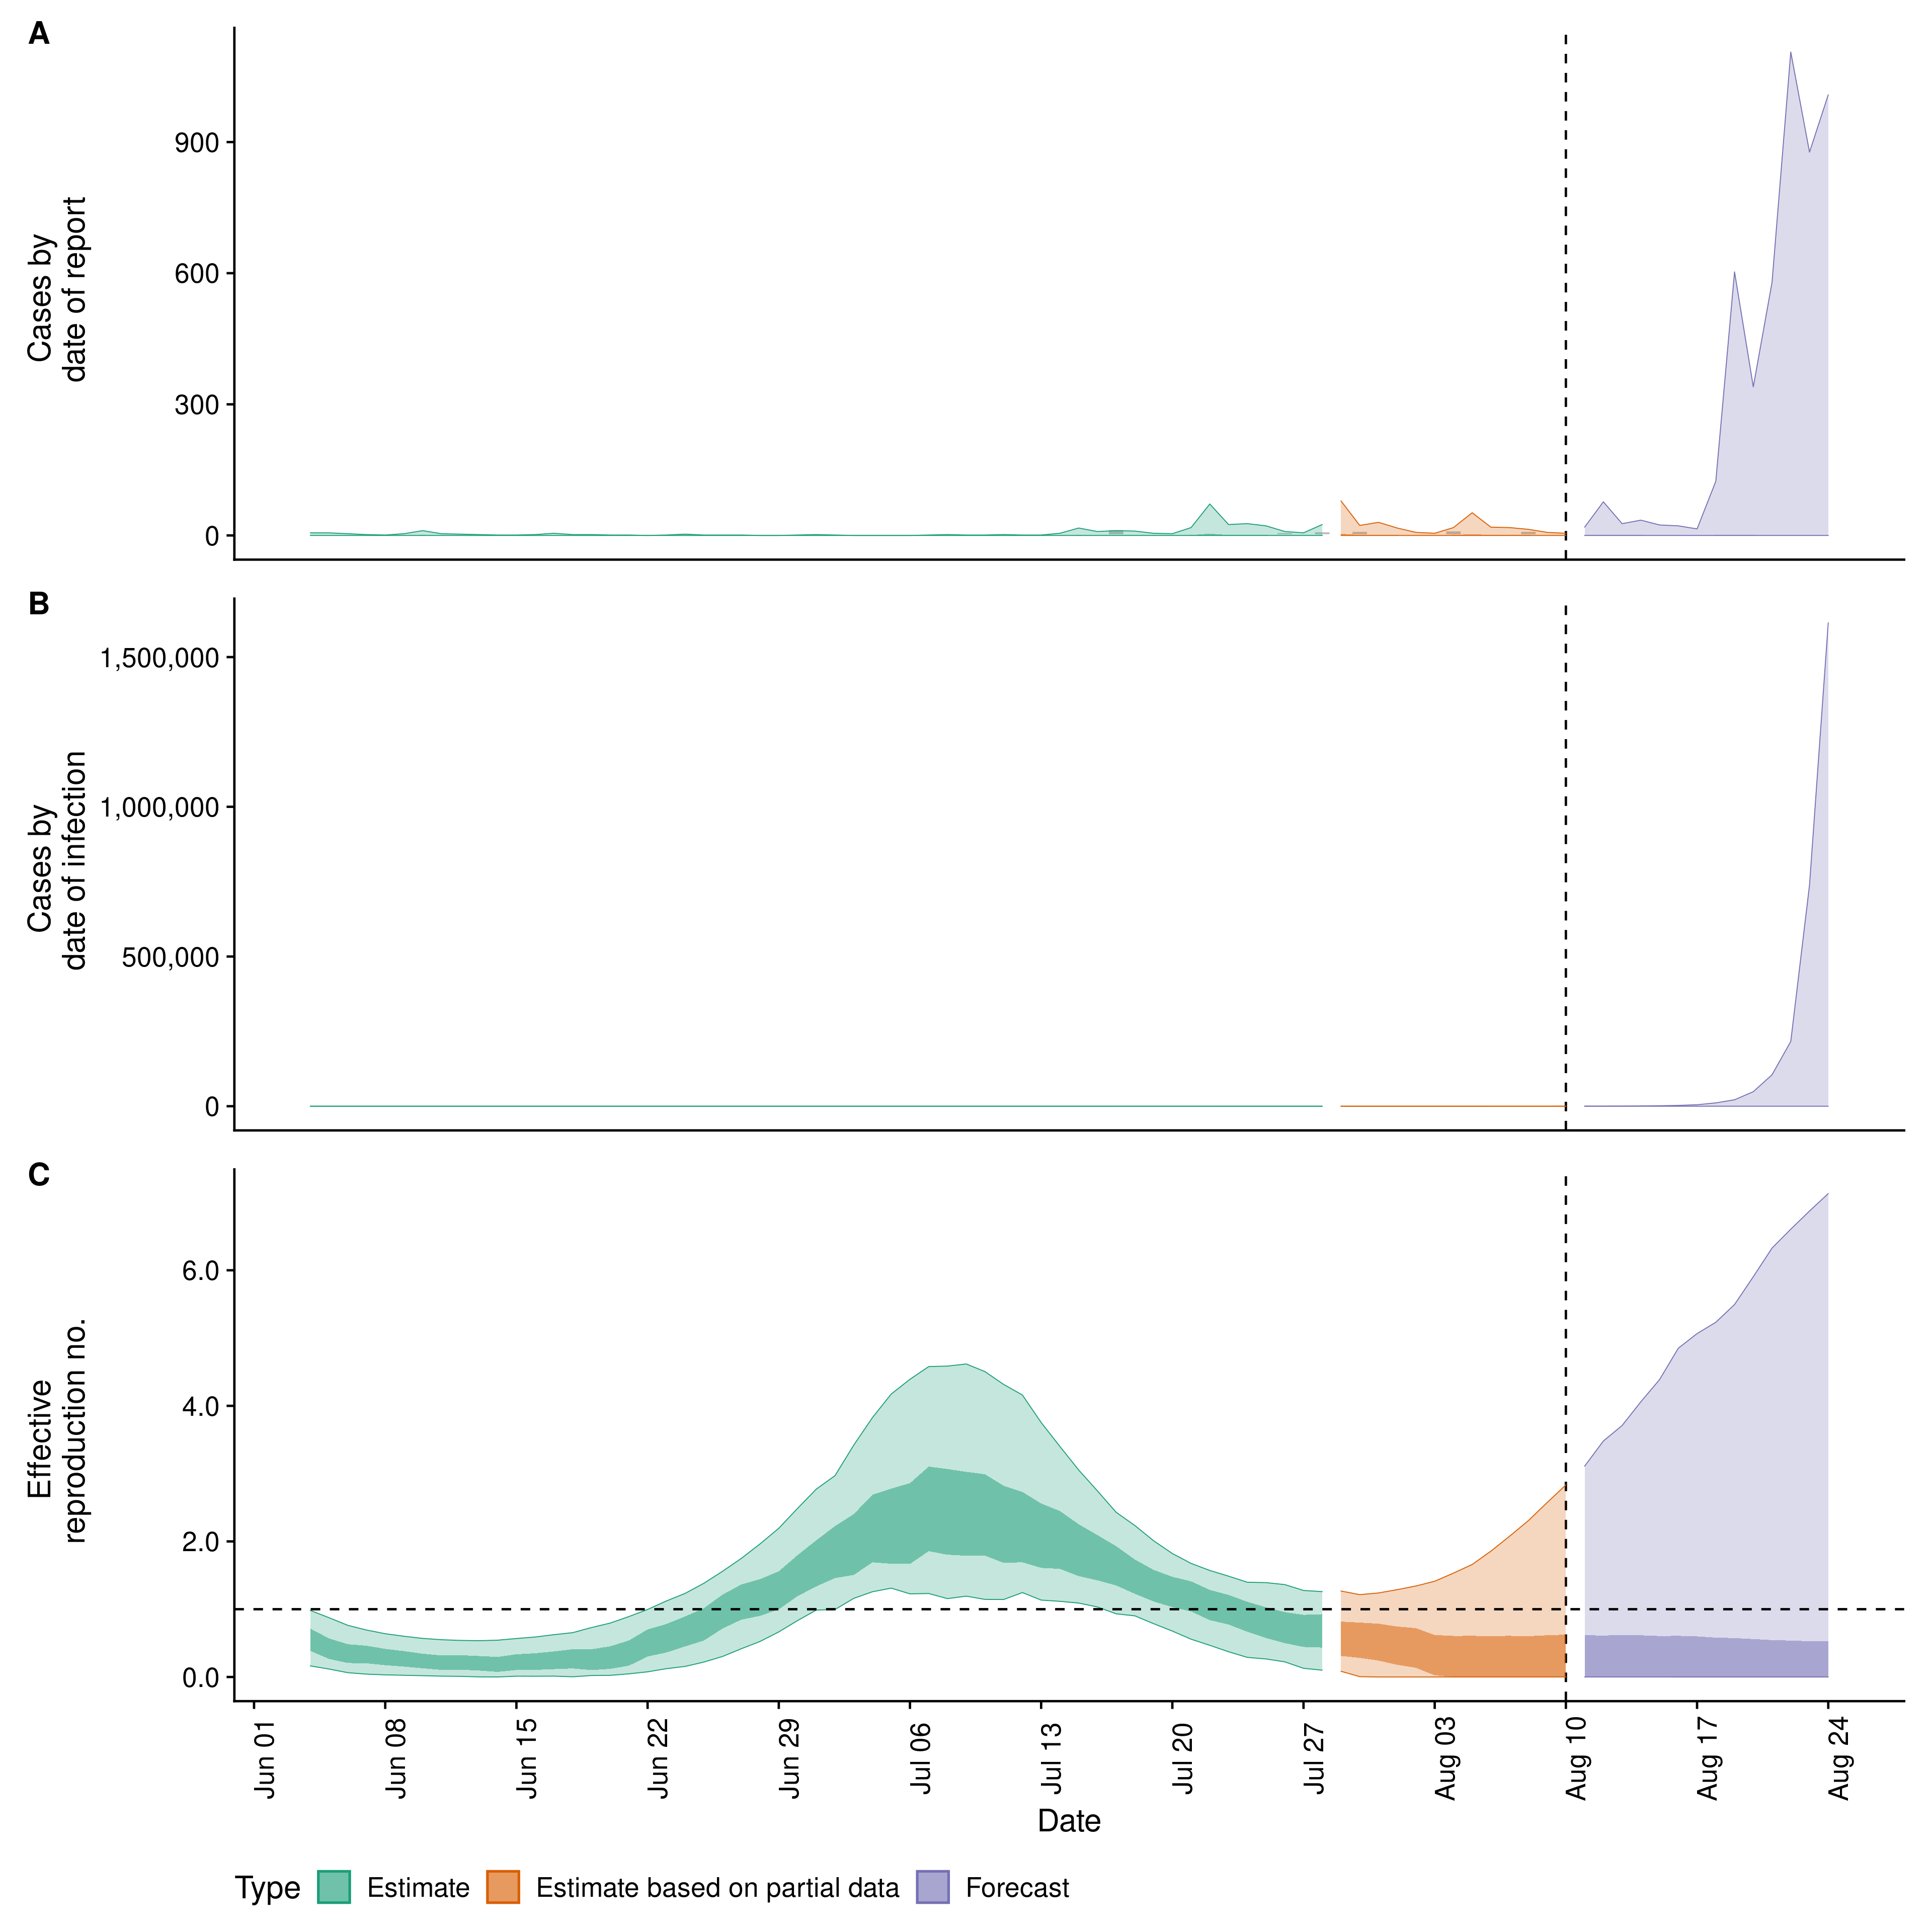 A
Cases by
date of report
900
600
300
0
B
Cases by
date of infection
1,500,000
1,000,000
500,000
0
C
Effective
reproduction no.
6.0
4.0
2.0
0.0
Jun 01
Jun 08
Jun 15
Jun 22
Jun 29
Jul 06
Jul 13
Jul 20
Jul 27
Aug 03
Aug 10
Aug 17
Aug 24
Date
Type Estimate Estimate based on partial data Forecast